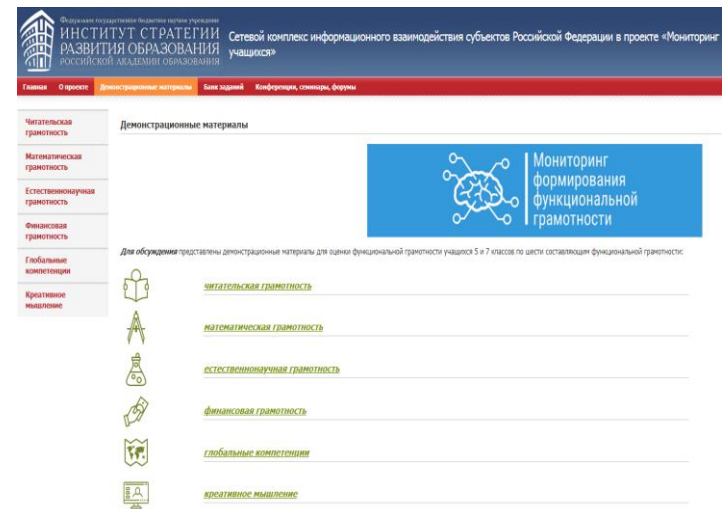 Федеральное государственное бюджетное научное учреждение
ИНСТИТУТ СТРАТЕГИИ
РАЗВИТИЯ ОБРАЗОВАНИЯ
РОССИЙСКОЙ АКАДЕМИИ ОБРАЗОВАНИЯ
Сетевой комплекс информационного взаимодействия субъектов Российской Федерации в проекте «Мониторинг
учащихся»
Главная О проекте Демонстрационные материалы Банк заданий Конференции, семинары, форумы
Читательская
грамотность
Математическая
грамотность
Естественнонаучная
грамотность
Финансовая
грамотность
Глобальные
компетенции
Креативное
мышление
Демонстрационные материалы
Мониторинг
формирования
функциональной
грамотности
Для обсуждения представлены демонстрационные материалы для оценки функциональной грамотности учащихся 5 и 7 классов по шести составляющим функциональной грамотности:
читательская грамотность
математическая грамотность
естественнонаучная грамотность
финансовая грамотность
глобальные компетенции
креативное мышление